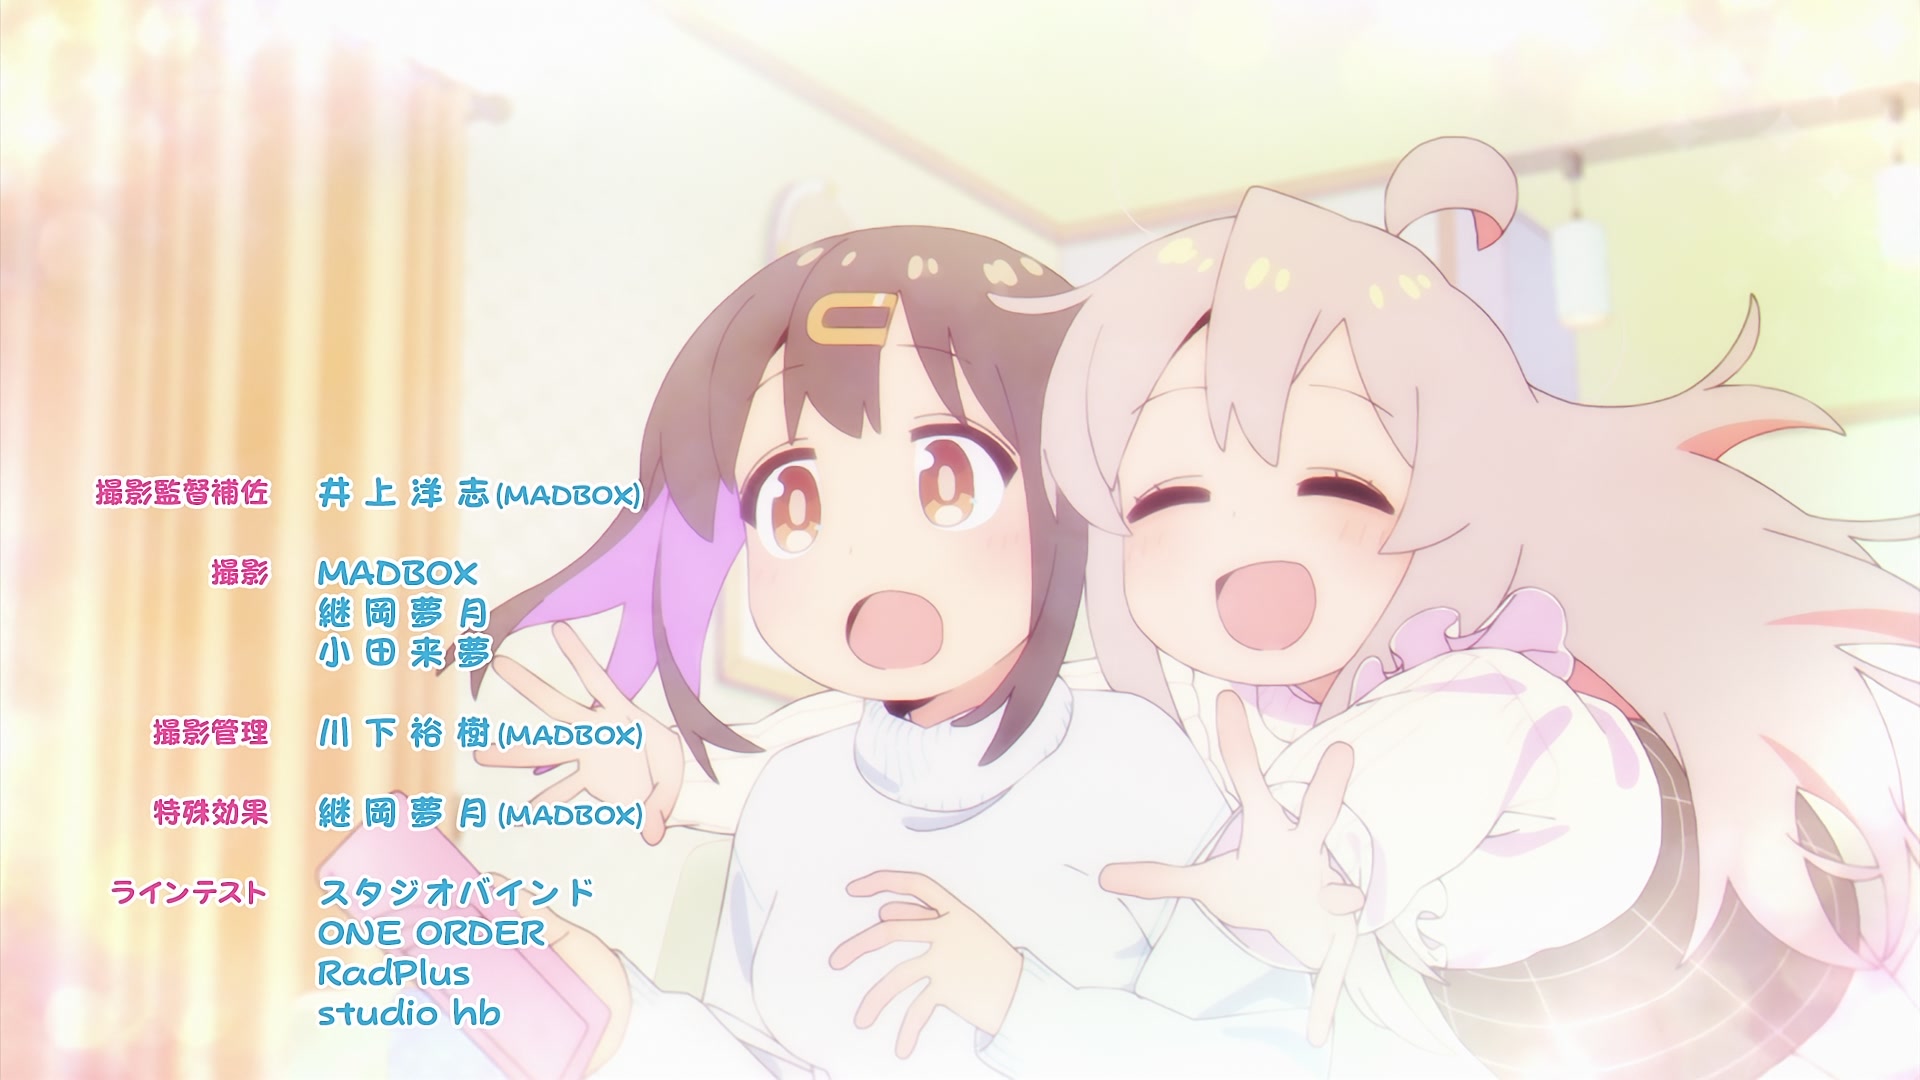 撮影監督補佐 井上洋志(MADBOX)
撮影 MADBOX
継岡夢月
小田来夢
撮影管理 川下裕樹(MADBOX)
特殊効果 継岡夢月(MADBOX)
ラインテスト スタジオバインド
ONE ORDER
RadPlus
studio hb